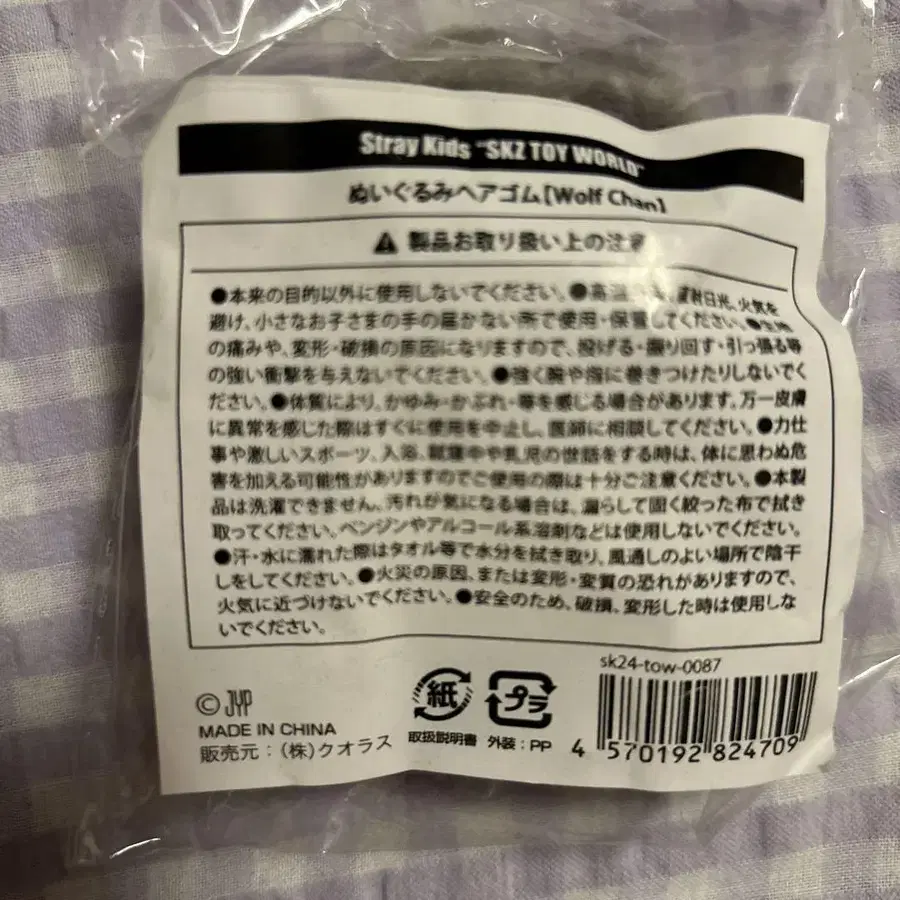 Stray Kids "SKZ TOY WORLD"
ぬいぐるみヘアゴム【Wolf Chan】
製品お取り扱い上の注意
●本来の目的以外に使用しないでください。●高温 直射日光、火気を
避け、小さなお子さまの手の届かない所で使用・保管してください。●生地
の痛みや、変形・破損の原因になりますので、投げる・振り回す・引っ張る等
の強い衝撃を与えないでください。●強く腕や指に巻きつけたりしないでく
ださい。●体質により、かゆみ・かぶれ・等を感じる場合があります。万一皮膚
に異常を感じた際はすぐに使用を中止し、医師に相談してください。●力仕
事や激しいスポーツ、入浴、就寝中や乳児の世話をする時は、体に思わぬ危
害を加える可能性がありますのでご使用の際は十分ご注意ください。●本製
品は洗濯できません。汚れが気になる場合は、濡らして固く絞った布で拭き
取ってください。ベンジンやアルコール系溶剤などは使用しないでください。
●汗・水に濡れた際はタオル等で水分を拭き取り、風通しのよい場所で陰干
しをしてください。●火災の原因、または変形・変質の恐れがありますので、
火気に近づけないでください。●安全のため、破損、変形した時は使用しな
いでください。
sk24-tow-0087
© JYP
MADE IN CHINA
販売元：(株)クオラス
紙
取扱説明書
プラ
外装：PP
4 570192 824709